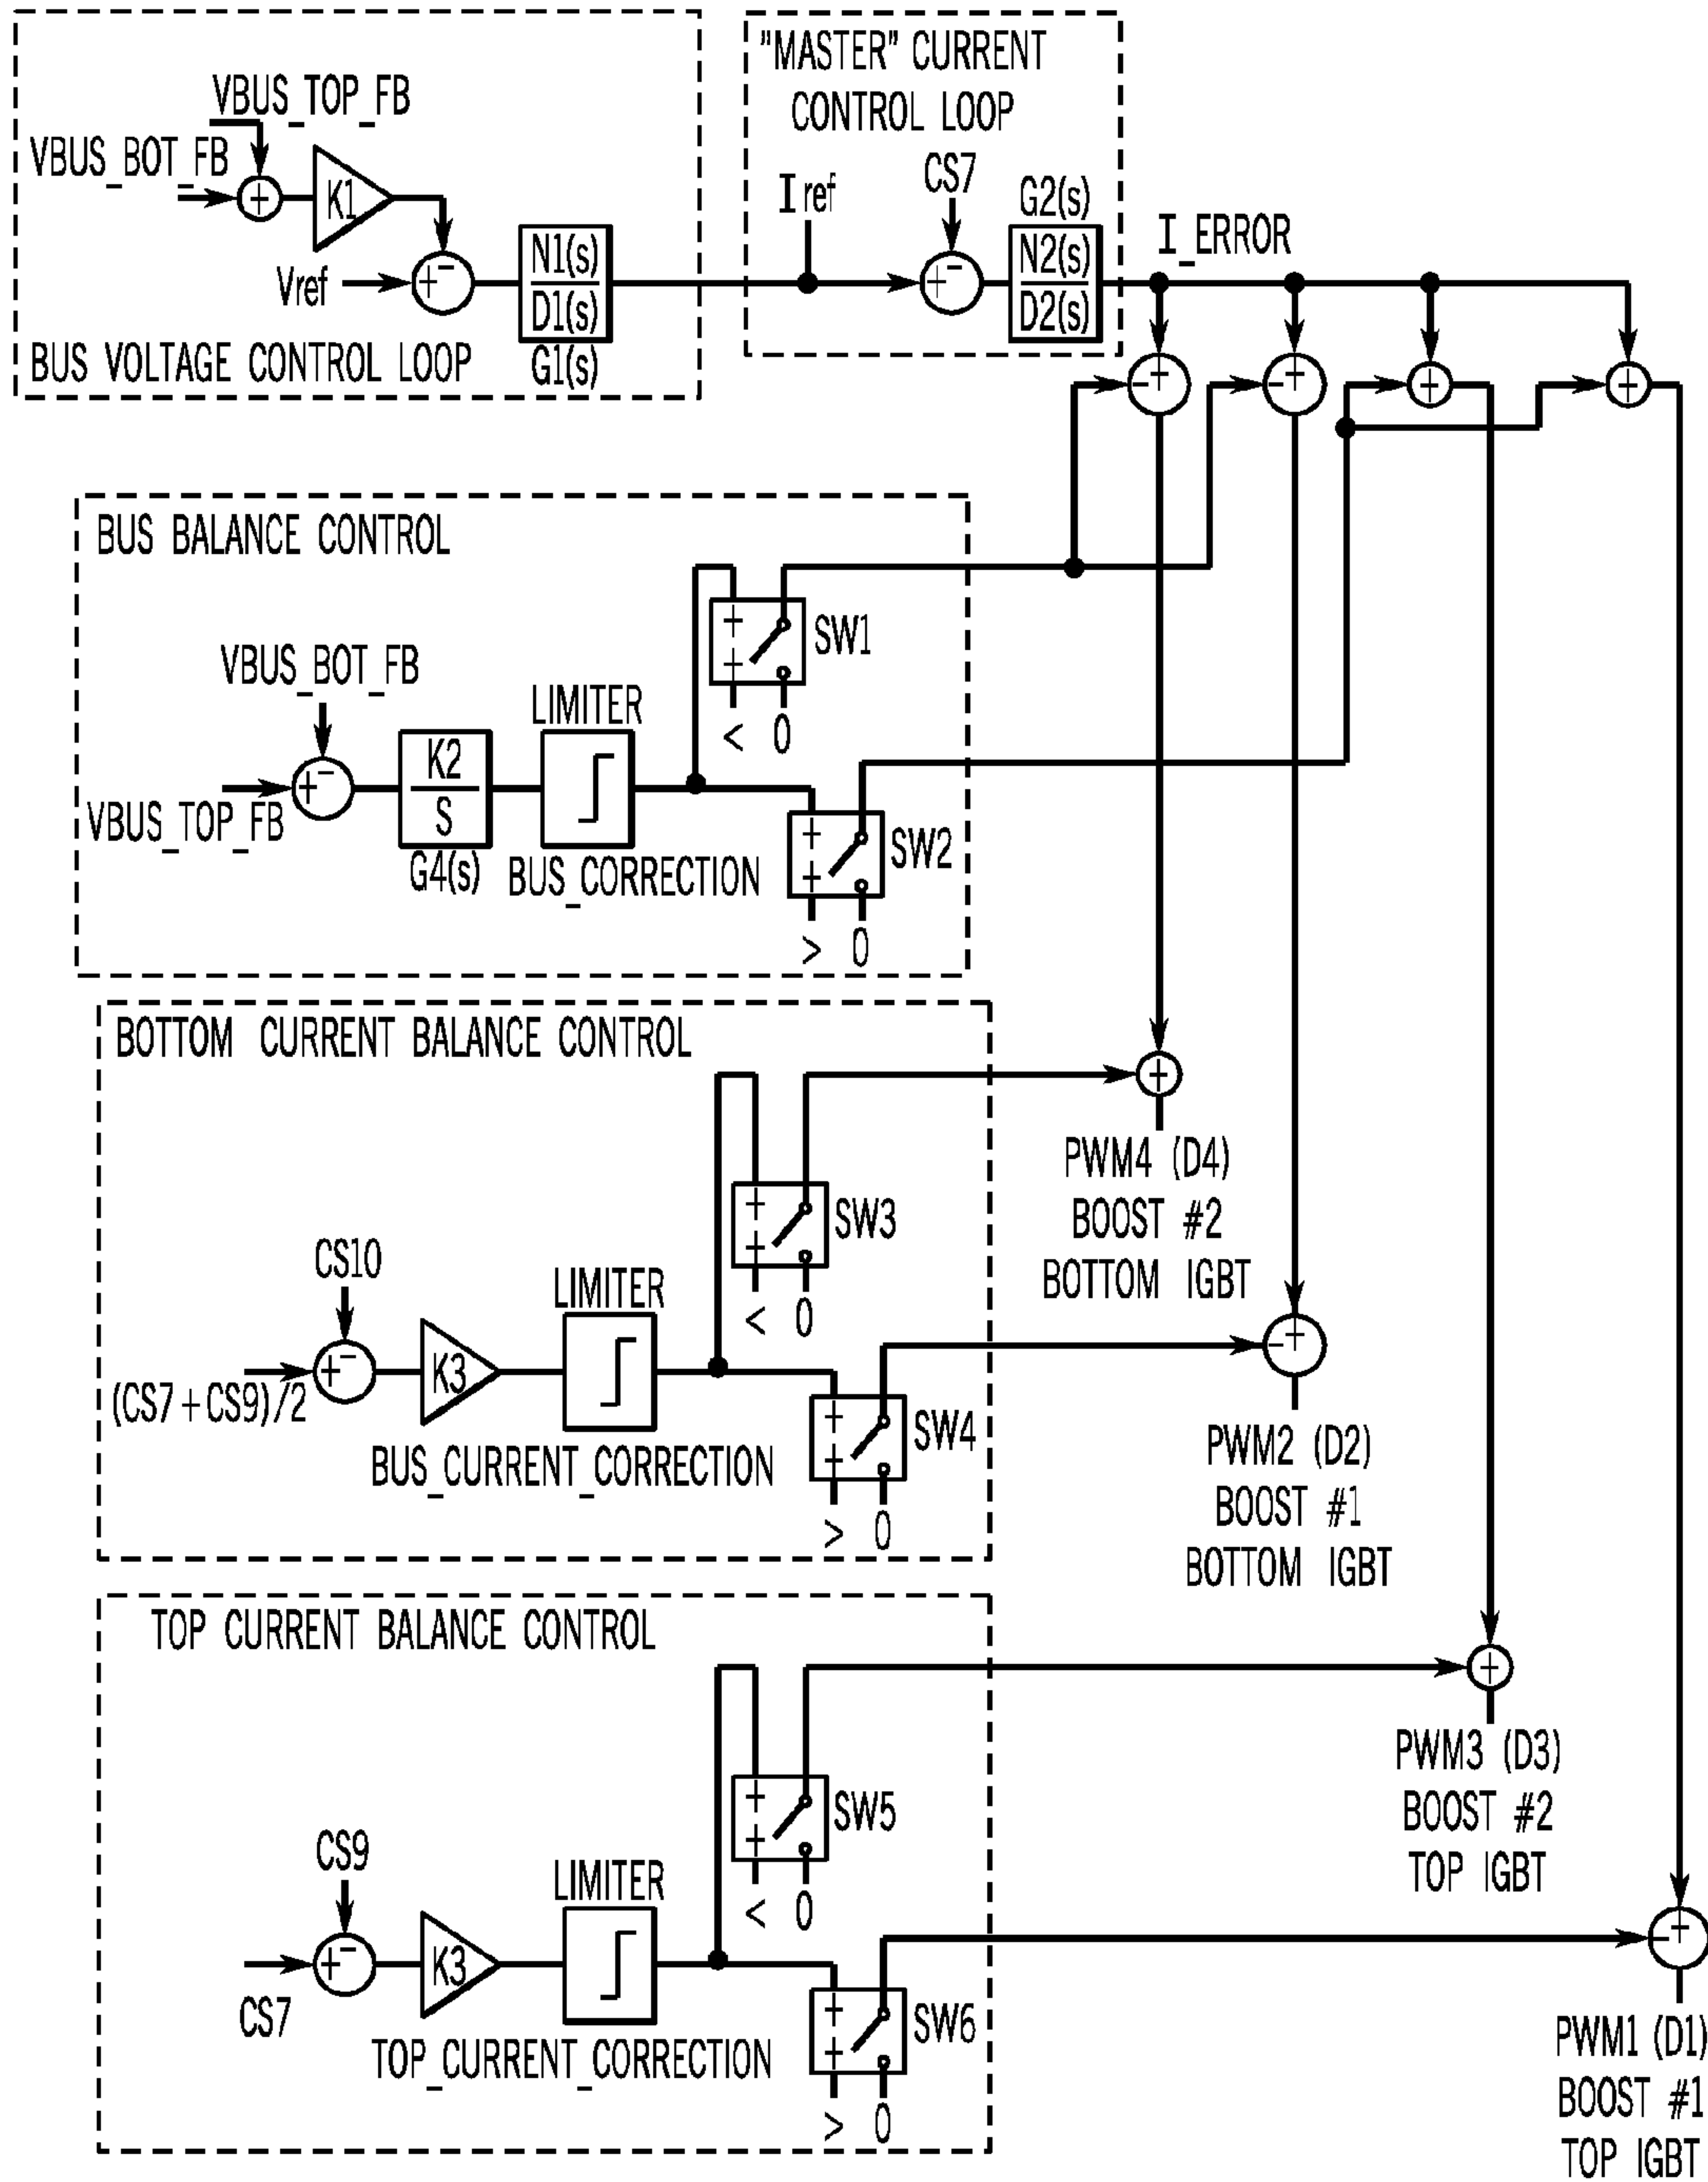 VBUS_TOP_FB
VBUS_BOT_FB
+
K1
Vref
+ -
N1(s)
D1(s)
G1(s)
BUS VOLTAGE CONTROL LOOP
"MASTER" CURRENT
CONTROL LOOP
I ref
CS7
+ -
G2(s)
N2(s)
D2(s)
I_ERROR
- +
- +
+
+
BUS BALANCE CONTROL
VBUS_BOT_FB
VBUS_TOP_FB
+ -
K2
S
G4(s)
LIMITER
BUS_CORRECTION
+
+
SW1
< 0
+
+
SW2
> 0
BOTTOM CURRENT BALANCE CONTROL
CS10
(CS7+CS9)/2
+ -
K3
LIMITER
BUS_CURRENT_CORRECTION
+
+
SW3
< 0
+
+
SW4
> 0
+
PWM4 (D4)
BOOST #2
BOTTOM IGBT
- +
PWM2 (D2)
BOOST #1
BOTTOM IGBT
TOP CURRENT BALANCE CONTROL
CS9
CS7
+ -
K3
LIMITER
TOP_CURRENT_CORRECTION
+
+
SW5
< 0
+
+
SW6
> 0
+
PWM3 (D3)
BOOST #2
TOP IGBT
- +
PWM1 (D1)
BOOST #1
TOP IGBT